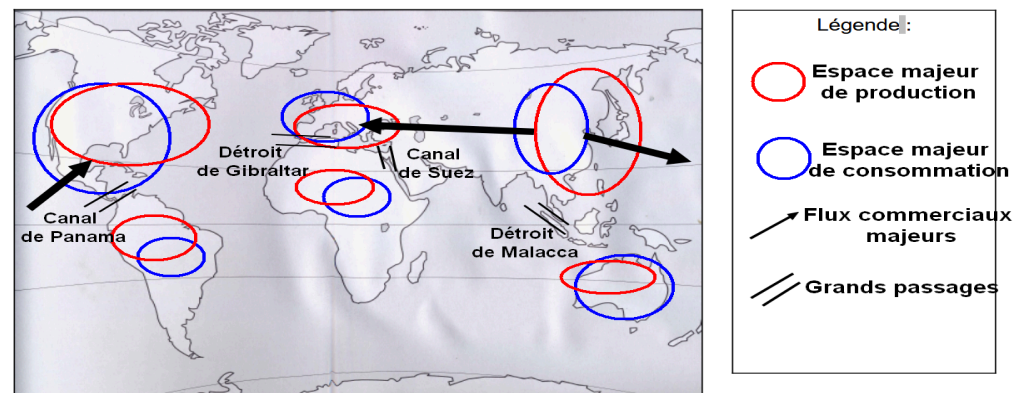 Détroit
de Gibraltar
Canal
de Suez
Canal
de Panama
Détroit
de Malacca
Légende :
Espace majeur
de production
Espace majeur
de consommation
Flux commerciaux
majeurs
Grands passages